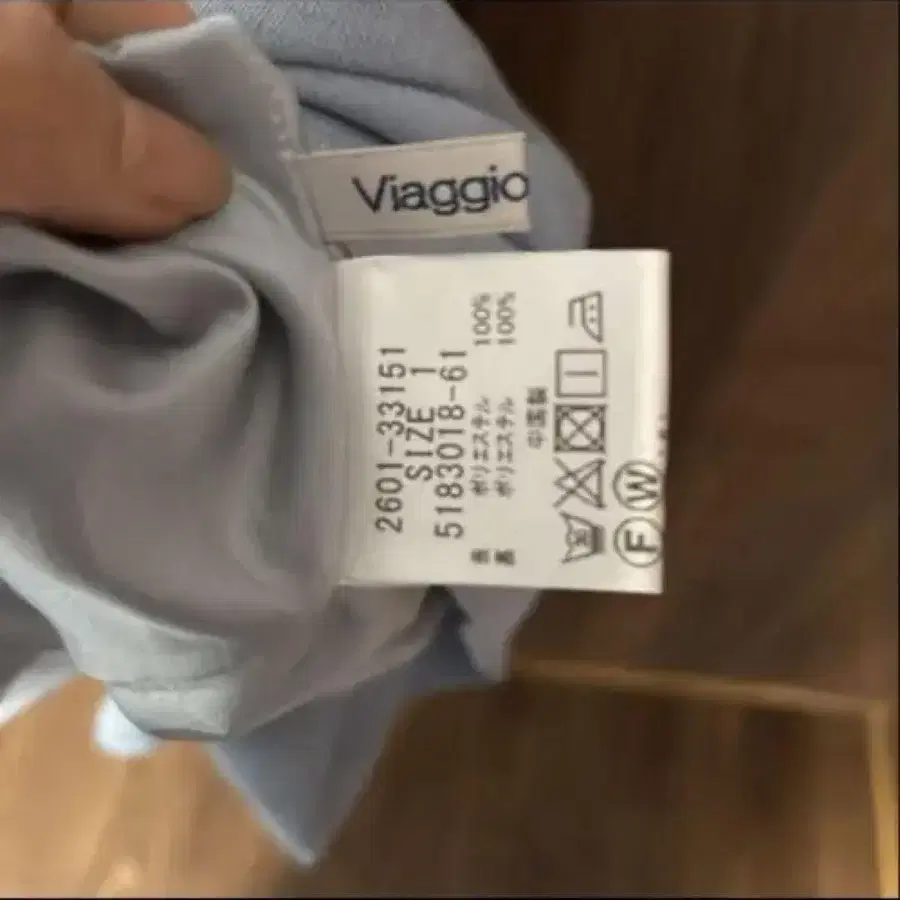 Viaggio
2601-33151
SIZE 1
5183018-61
表 ポリエステル 100%
裏 ポリエステル 100%
中国製
F W